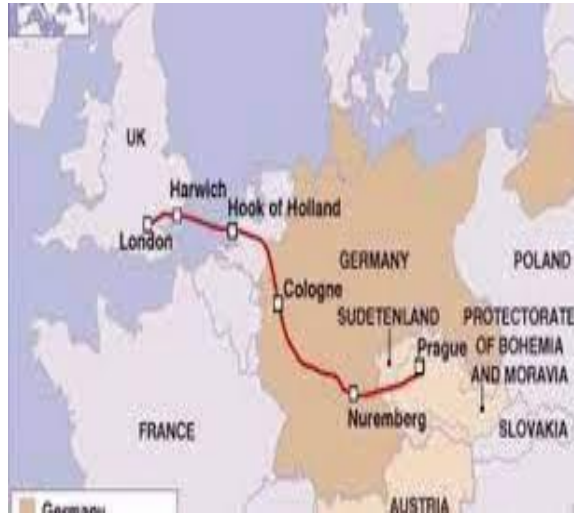 UK
Harwich
Hook of Holland
London
GERMANY
POLAND
Cologne
SUDETENLAND
PROTECTORATE
OF BOHEMIA
AND MORAVIA
Prague
Nuremberg
SLOVAKIA
FRANCE
AUSTRIA
Germany